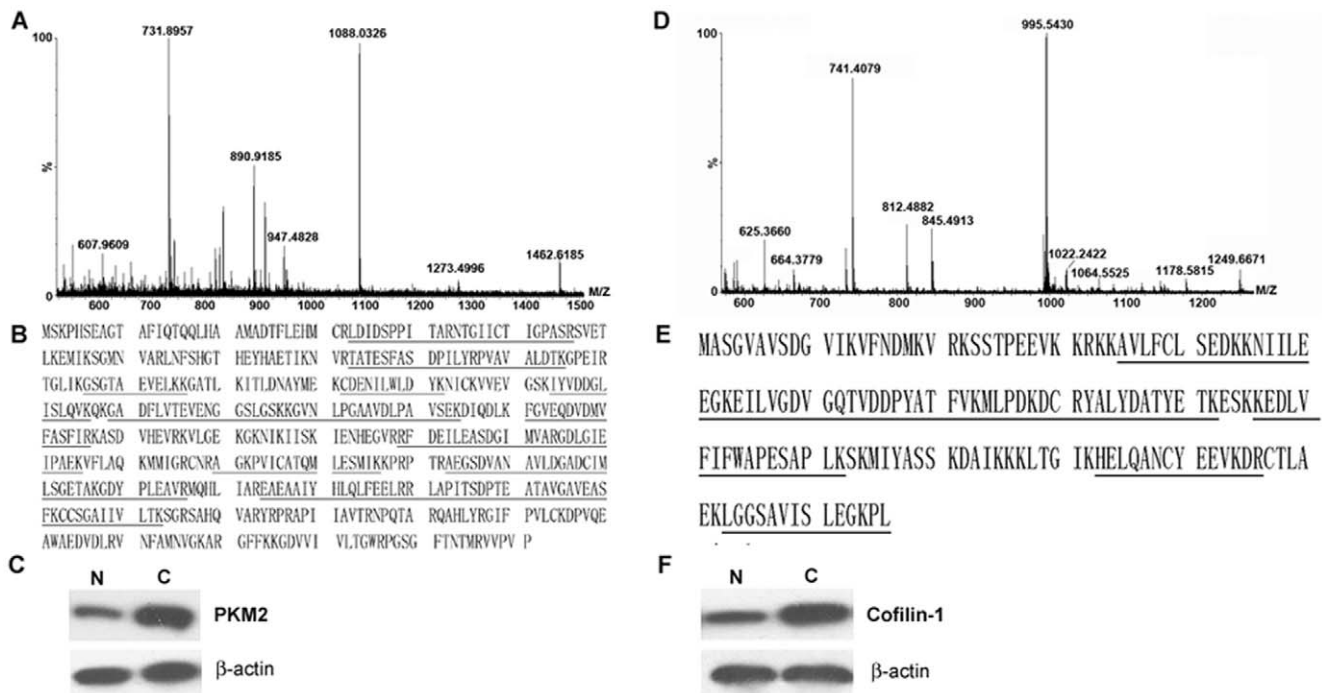 A
100
%
0
731.8957
1088.0326
890.9185
607.9609
947.4828
1273.4996
1462.6185
600 700 800 900 1000 1100 1200 1300 1400 1500 M/Z
B
MSKPHSEAGT AFIQTQQLHA AMADTFLEHM CRLDIDSPPI TARNTGIICT IGPASRSVET
LKEMIKSGMN VARLNFSHGT HEYHAETIKN VRTATESFAS DPILYRPVAV ALDTKGPEIR
TGLIKGSGTA EVELKKGATL KITLDNAYME KCDENILWLD YKNICKVVEV GSKIYVDDGL
ISLQVKQKGA DFLVTEVENG GSLGSKKGVN LPGAAVDLPA VSEKDIQDLK FGVEQDVDMV
FASFIRKASD VHEVRKVLGE KGKNIKIISK IENHEGVRRF DEILEASDGI MVARGDLGIE
IPAEKVFLAQ KMMIGRCNRA GKPVICATQM LESMIKKPRP TRAEGSDVAN AVLDGADCIM
LSGETAKGDY PLEAVRMQHL IAREAEAAIY HLQLFEELRR LAPITSDPTE ATAVGAVEAS
FKCCSGAIIV LTKSGRSAHQ VARYRPRAPI IAVTRNPQTA RQAHLYRGIF PVLCKDPVQE
AWAEDVDLRV NFAMNVGKAR GFFKKGDVVI VLTGWRPGSG FTNTMRVVPV P
C
N C
PKM2
β-actin
D
100
%
0
995.5430
741.4079
812.4882
845.4913
625.3660
664.3779
1022.2422
1064.5525
1178.5815
1249.6671
600 700 800 900 1000 1100 1200 M/Z
E
MASGVAVSDG VIKVFNDMKV RKSSTPEEVK KRKKAVLFCL SEDKKNIILE
EGKEILVGDV GQTVDDPYAT FVKMLPDKDC RYALYDATYE TKESKKEDLV
FIFWAPESAP LKSKMIYASS KDAIKKKLTG IKHELQANCY EEVKDRCTLA
EKLGGSAVIS LEGKPL
F
N C
Cofilin-1
β-actin